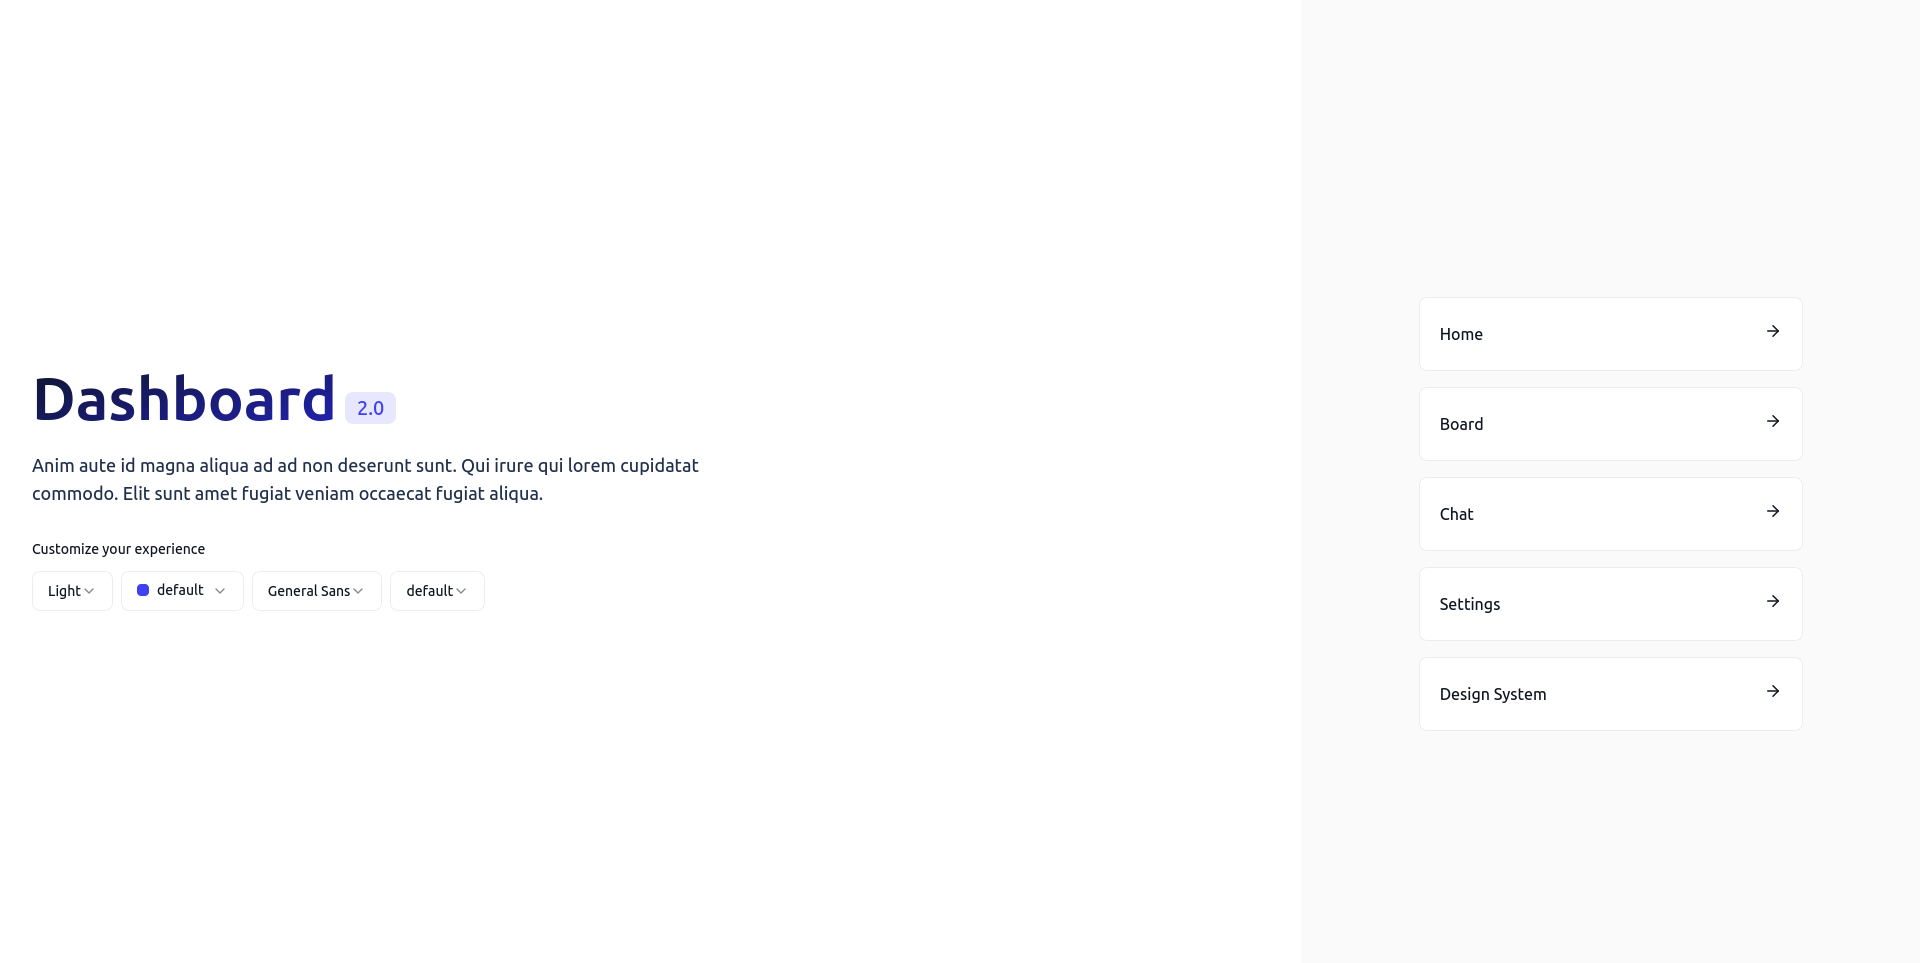 Dashboard 2.0
Anim aute id magna aliqua ad ad non deserunt sunt. Qui irure qui lorem cupidatat
commodo. Elit sunt amet fugiat veniam occaecat fugiat aliqua.
Customize your experience
Light default General Sans default
Home
Board
Chat
Settings
Design System